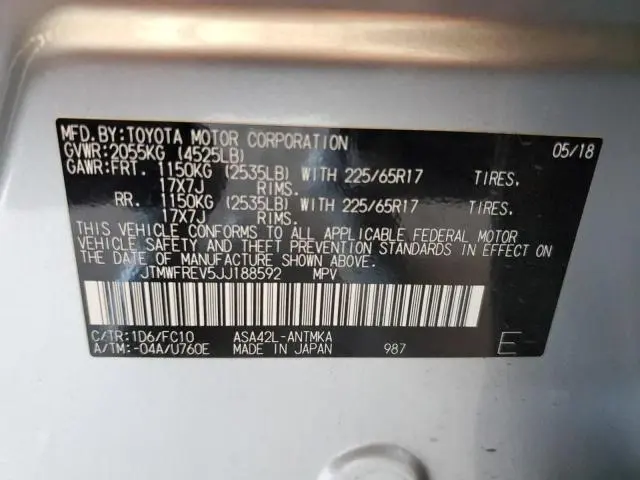 MFD.BY:TOYOTA MOTOR CORPORATION 05/18
GVWR:2055KG (4525LB)
GAWR:FRT. 1150KG (2535LB) WITH 225/65R17 TIRES.
17X7J RIMS.
RR. 1150KG (2535LB) WITH 225/65R17 TIRES.
17X7J RIMS.
THIS VEHICLE CONFORMS TO ALL APPLICABLE FEDERAL MOTOR
VEHICLE SAFETY AND THEFT PREVENTION STANDARDS IN EFFECT ON
THE DATE OF MANUFACTURE SHOWN ABOVE.
JTMWFREV5JJ188592 MPV
C/TR:1D6/FC10 ASA42L-ANTMKA
A/TM:-04A/U760E MADE IN JAPAN 987 E